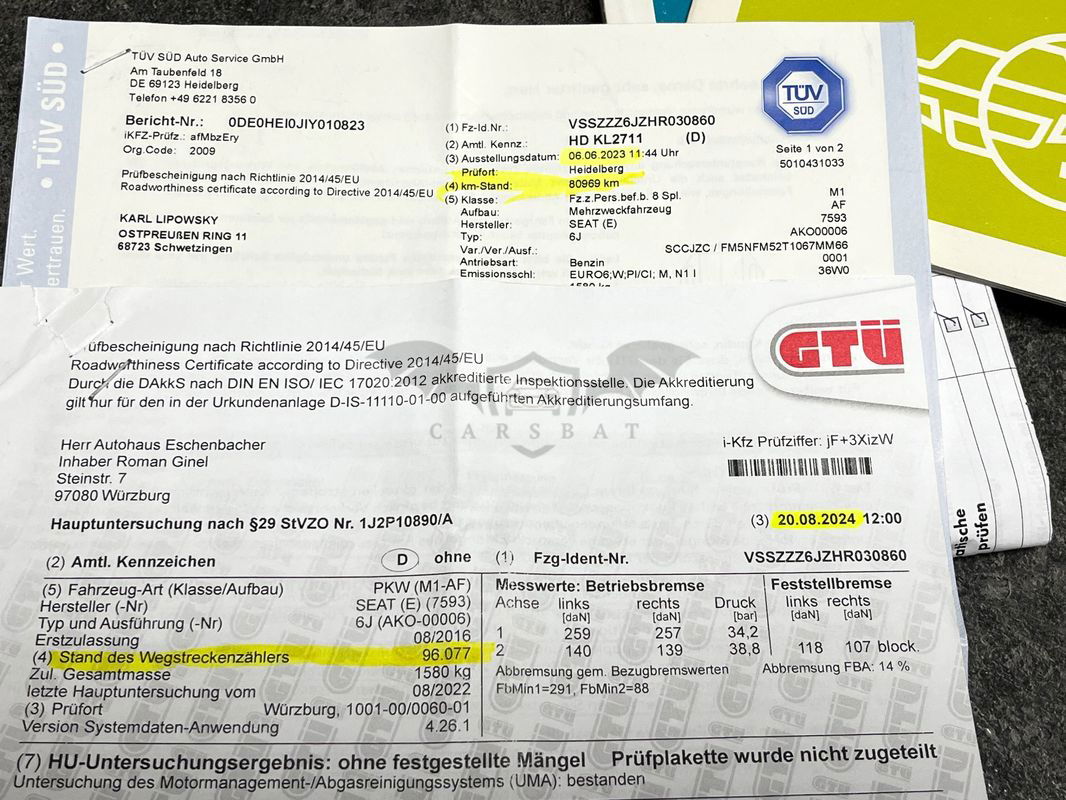 • TÜV SÜD •
Wert.
ertrauen. •
TÜV SÜD Auto Service GmbH
Am Taubenfeld 18
DE 69123 Heidelberg
Telefon +49 6221 8356 0
Bericht-Nr.: 0DE0HEI0JIY010823
iKFZ-Prüfz.: afMbzEry
Org.Code: 2009
Prüfbescheinigung nach Richtlinie 2014/45/EU
Roadworthiness certificate according to Directive 2014/45/EU
KARL LIPOWSKY
OSTPREUßEN RING 11
68723 Schwetzingen
(1) Fz-Id.Nr.: VSSZZZ6JZHR030860
(2) Amtl. Kennz.: HD KL2711 (D)
(3) Ausstellungsdatum: 06.06.2023 11:44 Uhr
Prüfort: Heidelberg
(4) km-Stand: 80969 km
(5) Klasse: Fz.z.Pers.bef.b. 8 Spl. M1
Aufbau: Mehrzweckfahrzeug AF
Hersteller: SEAT (E) 7593
Typ: 6J AKO00006
Var./Ver./Ausf.: SCCJZC / FM5NFM52T1067MM66
Antriebsart: Benzin 0001
Emissionsschl: EURO6;W;PI/CI; M, N1 I 36W0
1580 kg
TÜV
SÜD
Seite 1 von 2
5010431033
GTÜ
üfbescheinigung nach Richtlinie 2014/45/EU
Roadworthiness Certificate according to Directive 2014/45/EU
Durch die DAkkS nach DIN EN ISO/ IEC 17020:2012 akkreditierte Inspektionsstelle. Die Akkreditierung
gilt nur für den in der Urkundenanlage D-IS-11110-01-00 aufgeführten Akkreditierungsumfang.
CARSBAT
Herr Autohaus Eschenbacher
Inhaber Roman Ginel
Steinstr. 7
97080 Würzburg
i-Kfz Prüfziffer: jF+3XizW
Hauptuntersuchung nach §29 StVZO Nr. 1J2P10890/A
(3) 20.08.2024 12:00
(2) Amtl. Kennzeichen D ohne
(1) Fzg-Ident-Nr. VSSZZZ6JZHR030860
(5) Fahrzeug-Art (Klasse/Aufbau) PKW (M1-AF)
Hersteller (-Nr) SEAT (E) (7593)
Typ und Ausführung (-Nr) 6J (AKO-00006)
Erstzulassung 08/2016
(4) Stand des Wegstreckenzählers 96.077
Zul. Gesamtmasse 1580 kg
letzte Hauptuntersuchung vom 08/2022
(3) Prüfort Würzburg, 1001-00/0060-01
Version Systemdaten-Anwendung 4.26.1
Messwerte: Betriebsbremse
Achse links rechts Druck
[daN] [daN] [bar]
1 259 257 34,2
2 140 139 38,8
Abbremsung gem. Bezugbremswerten
FbMin1=291, FbMin2=88
Feststellbremse
links rechts
[daN] [daN]
118 107 block.
Abbremsung FBA: 14 %
(7) HU-Untersuchungsergebnis: ohne festgestellte Mängel Prüfplakette wurde nicht zugeteilt
Untersuchung des Motormanagement-/Abgasreinigungssystems (UMA): bestanden
atische
prüfen